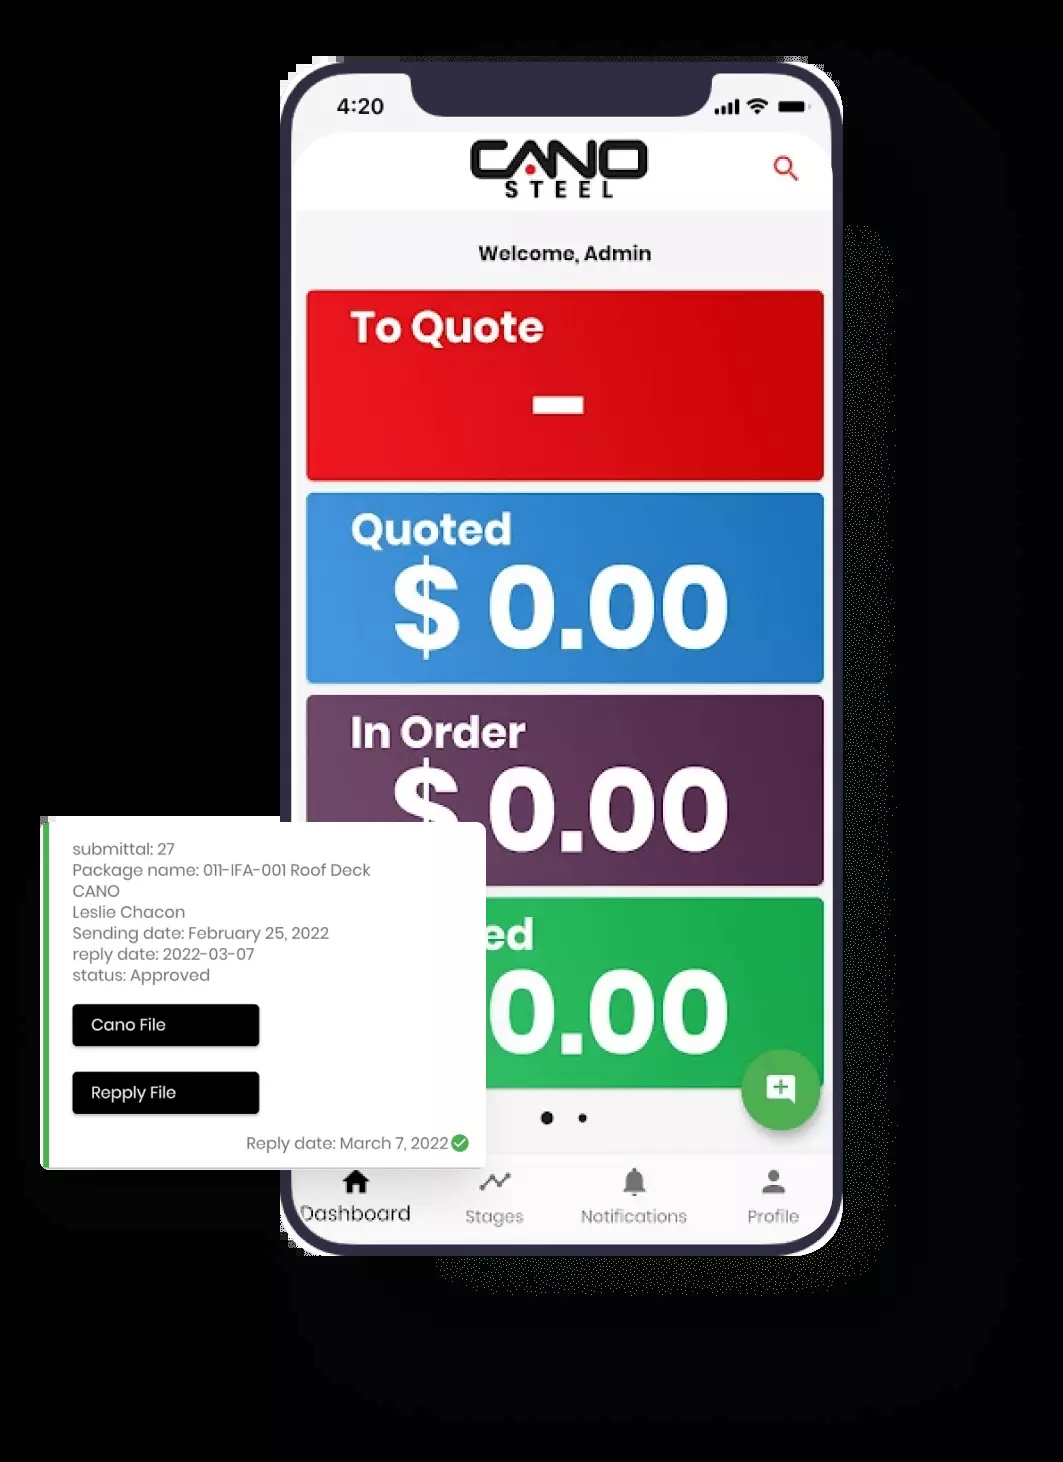 4:20
CANO
STEEL
Welcome, Admin
To Quote
-
Quoted
$ 0.00
In Order
$ 0.00
ed
0.00
submittal: 27
Package name: 011-IFA-001 Roof Deck
CANO
Leslie Chacon
Sending date: February 25, 2022
reply date: 2022-03-07
status: Approved
Cano File
Repply File
Reply date: March 7, 2022
Dashboard
Stages
Notifications
Profile